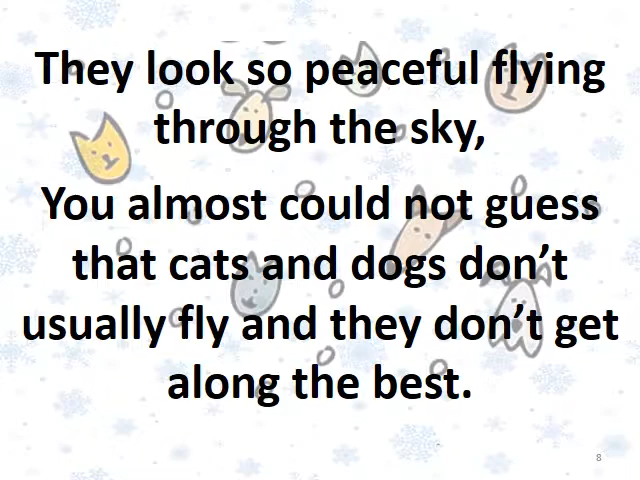 They look so peaceful flying
through the sky,
You almost could not guess
that cats and dogs don’t
usually fly and they don’t get
along the best.
8